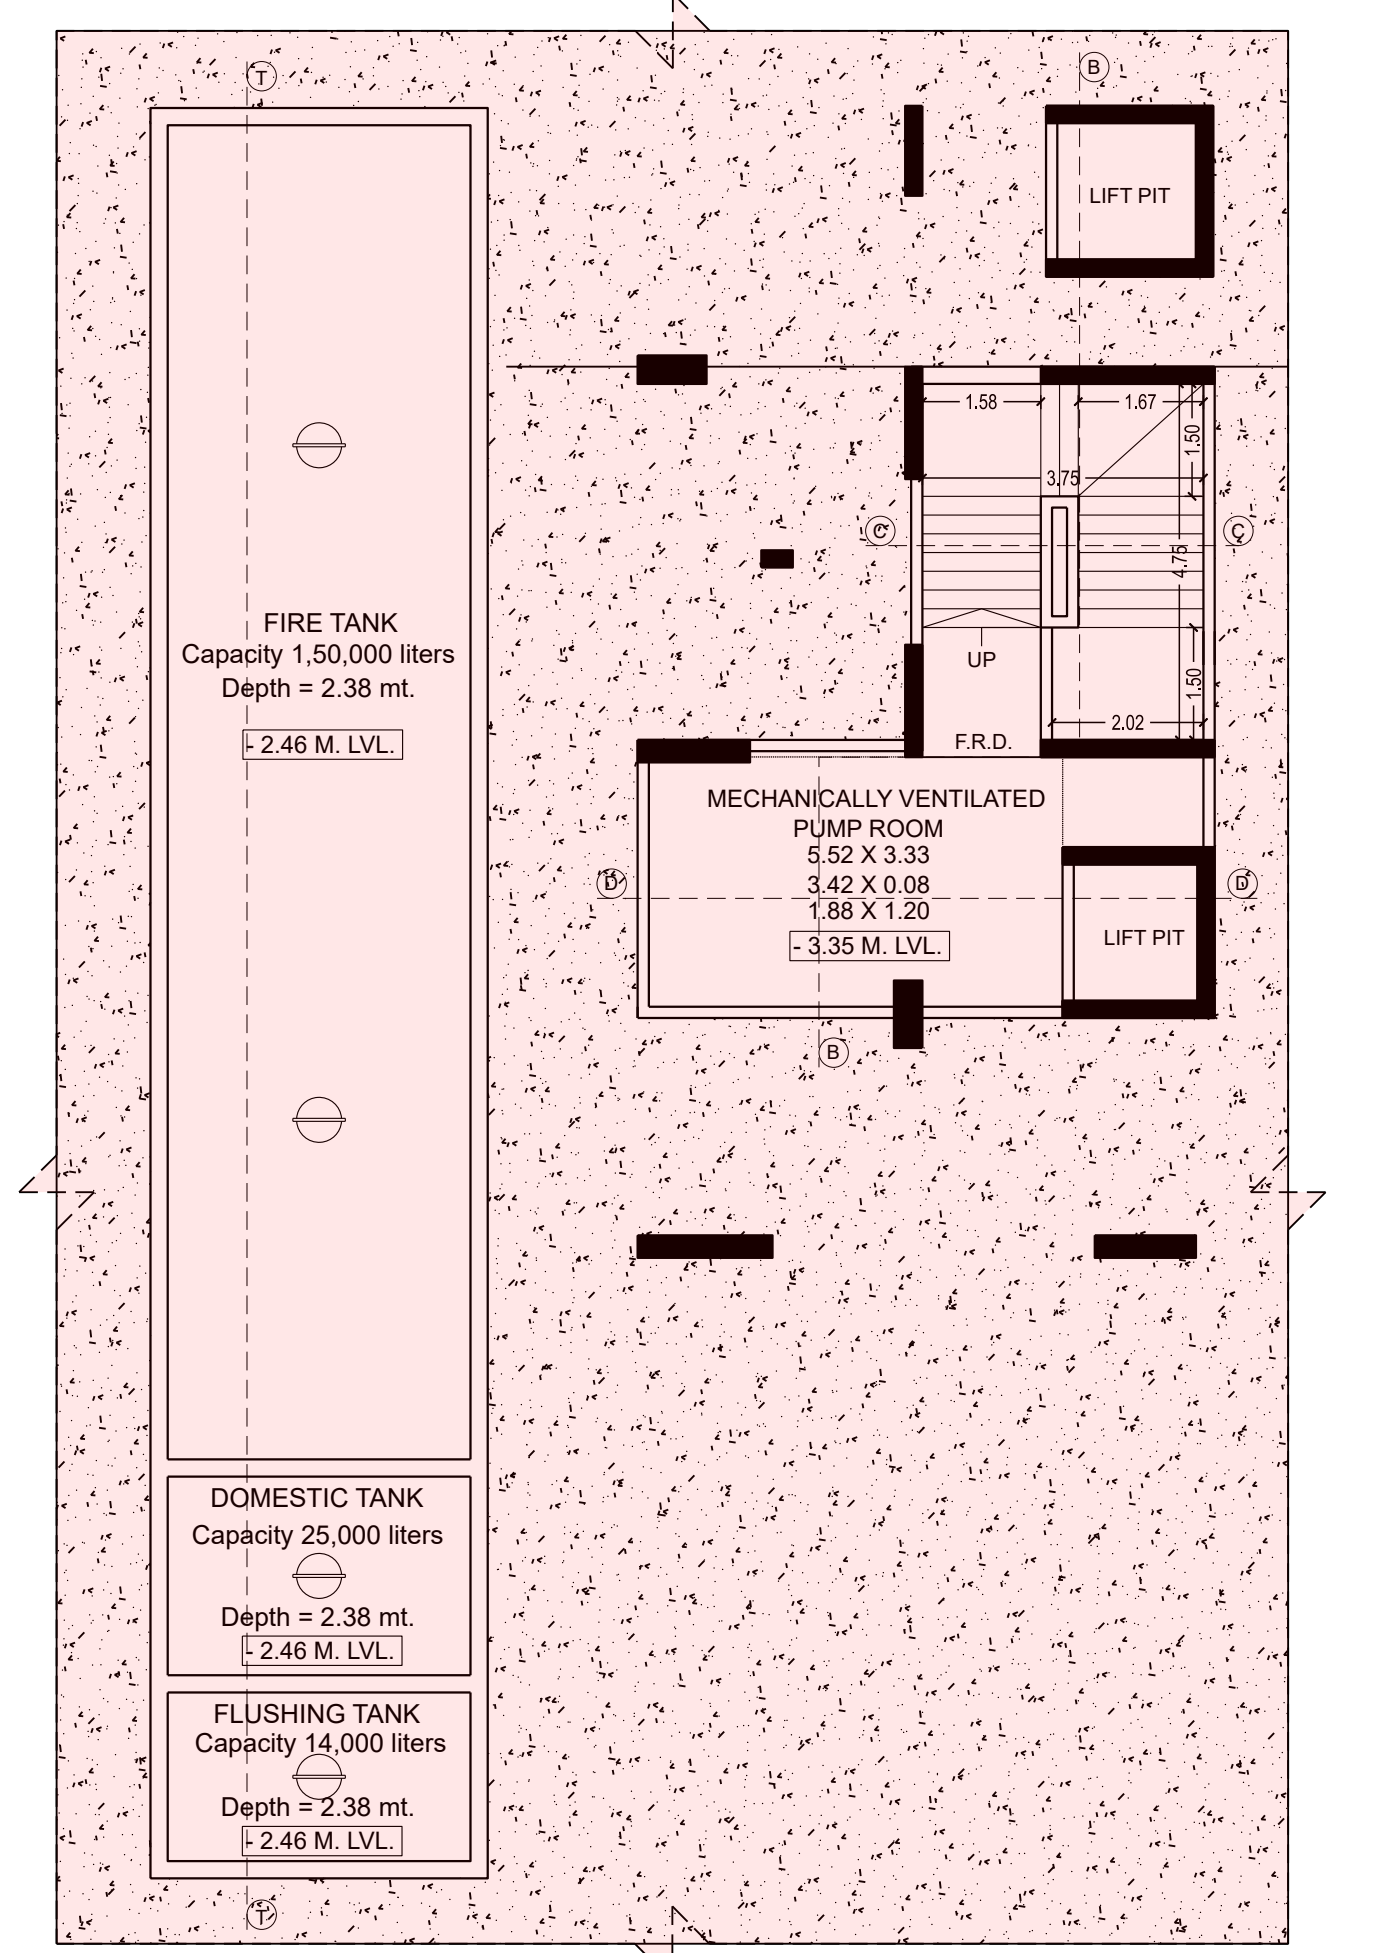 T
B
LIFT PIT
1.58
1.67
1.50
3.75
C
C
4.75
FIRE TANK
Capacity 1,50,000 liters
Depth = 2.38 mt.
- 2.46 M. LVL.
UP
1.50
2.02
F.R.D.
MECHANICALLY VENTILATED
PUMP ROOM
5.52 X 3.33
3.42 X 0.08
1.88 X 1.20
- 3.35 M. LVL.
D
D
LIFT PIT
B
DOMESTIC TANK
Capacity 25,000 liters
Depth = 2.38 mt.
- 2.46 M. LVL.
FLUSHING TANK
Capacity 14,000 liters
Depth = 2.38 mt.
- 2.46 M. LVL.
T